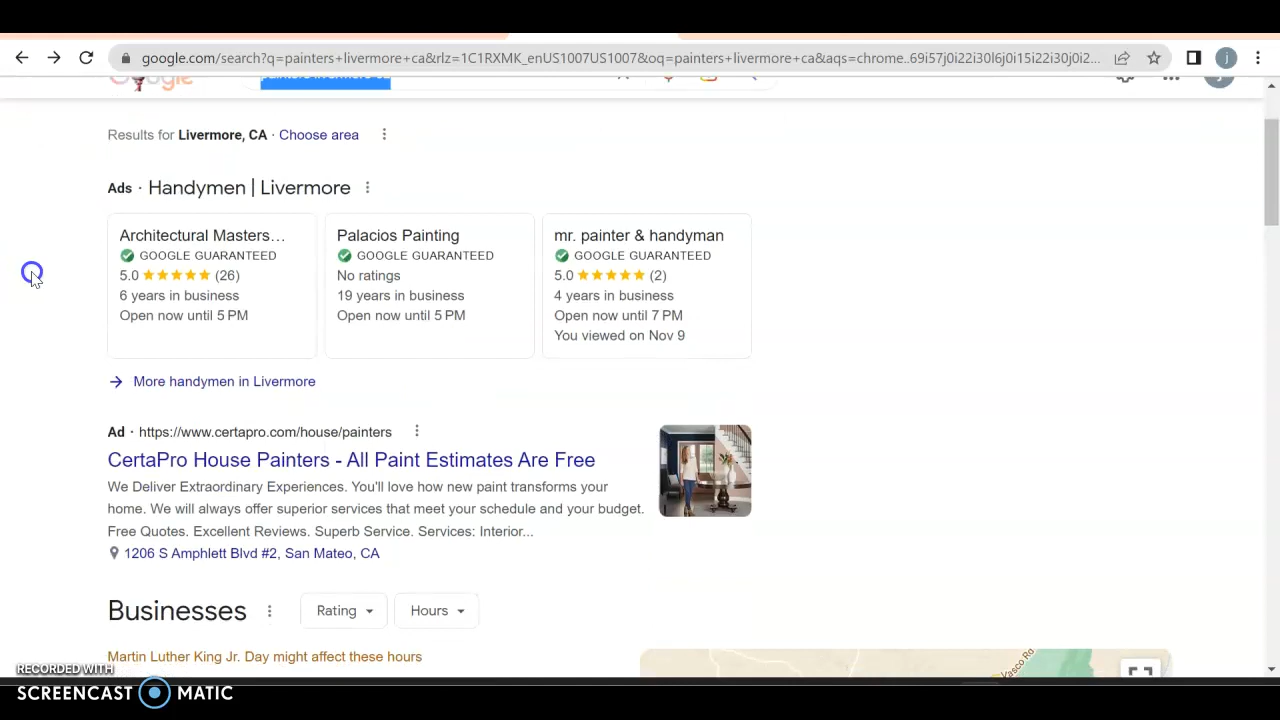 google.com/search?q=painters+livermore+ca&rlz=1C1RXMK_enUS1007US1007&oq=painters+livermore+ca&aqs=chrome..69i57j0i22i30l6j0i15i22i30j0i2...
j
Results for Livermore, CA · Choose area
Ads · Handymen | Livermore
Architectural Masters...
GOOGLE GUARANTEED
5.0 (26)
6 years in business
Open now until 5 PM
Palacios Painting
GOOGLE GUARANTEED
No ratings
19 years in business
Open now until 5 PM
mr. painter & handyman
GOOGLE GUARANTEED
5.0 (2)
4 years in business
Open now until 7 PM
You viewed on Nov 9
More handymen in Livermore
Ad · https://www.certapro.com/house/painters
CertaPro House Painters - All Paint Estimates Are Free
We Deliver Extraordinary Experiences. You'll love how new paint transforms your
home. We will always offer superior services that meet your schedule and your budget.
Free Quotes. Excellent Reviews. Superb Service. Services: Interior...
1206 S Amphlett Blvd #2, San Mateo, CA
Businesses
Rating
Hours
Martin Luther King Jr. Day might affect these hours
Vasco Rd
RECORDED WITH
SCREENCAST MATIC